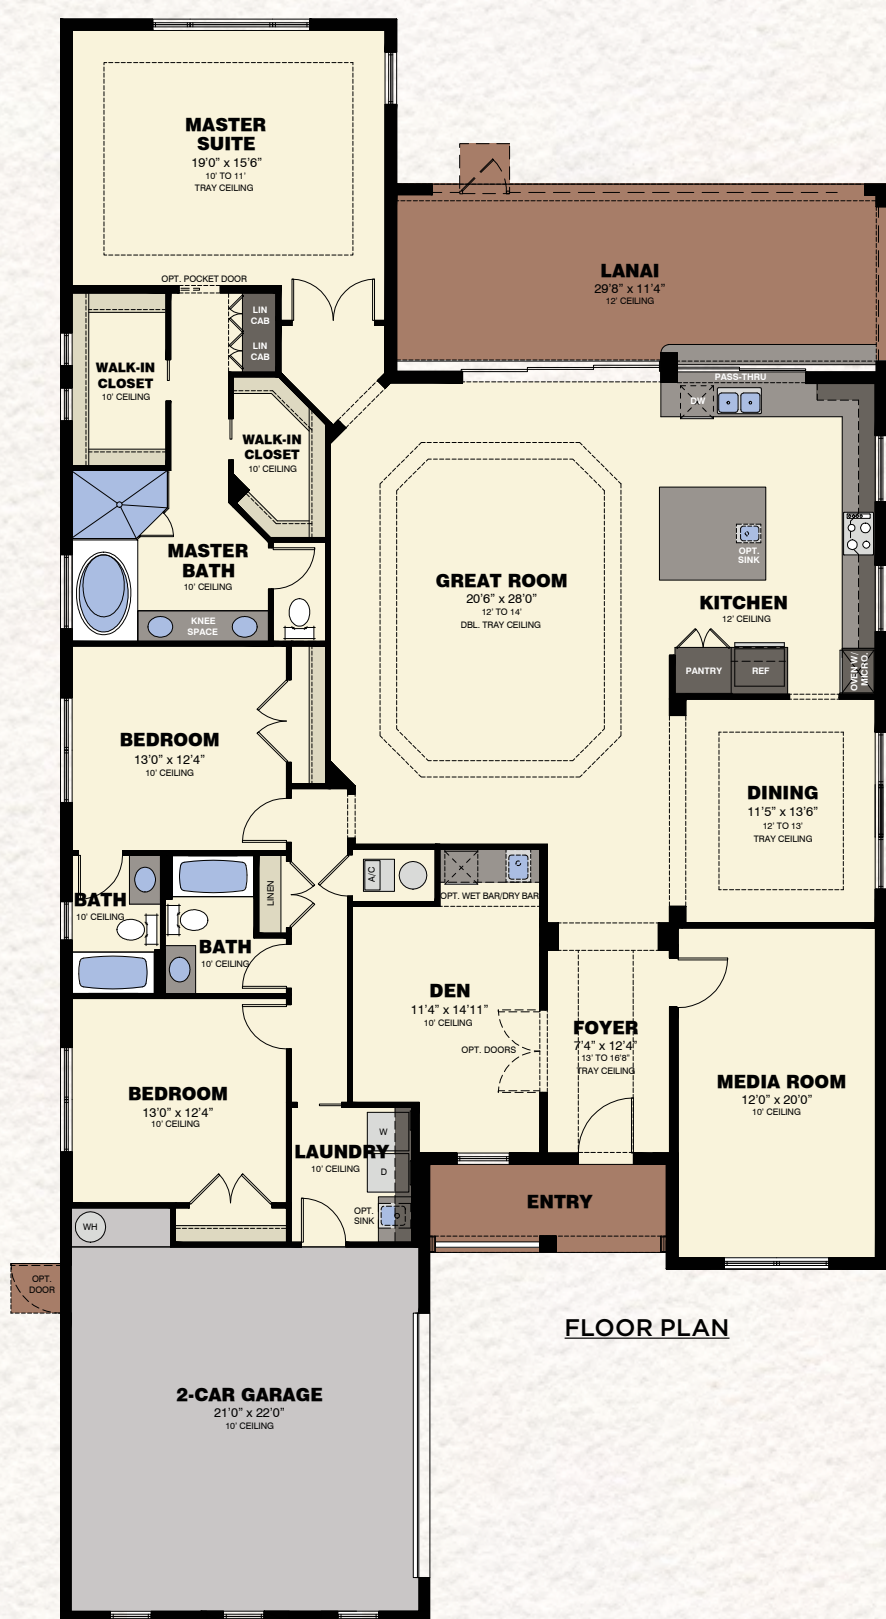 MASTER
SUITE
19'0" x 15'6"
10' TO 11'
TRAY CEILING
OPT. POCKET DOOR
LANAI
29'8" x 11'4"
12' CEILING
LIN
CAB
LIN
CAB
WALK-IN
CLOSET
10' CEILING
PASS-THRU
DW
WALK-IN
CLOSET
10' CEILING
MASTER
BATH
10' CEILING
KNEE
SPACE
GREAT ROOM
20'6" x 28'0"
12' TO 14'
DBL. TRAY CEILING
OPT.
SINK
KITCHEN
12' CEILING
PANTRY
REF
OVEN W/
MICRO.
BEDROOM
13'0" x 12'4"
10' CEILING
DINING
11'5" x 13'6"
12' TO 13'
TRAY CEILING
BATH
10' CEILING
LINEN
A/C
OPT. WET BAR/DRY BAR
BATH
10' CEILING
DEN
11'4" x 14'11"
10' CEILING
OPT. DOORS
FOYER
7'4" x 12'4"
13' TO 16'8"
TRAY CEILING
MEDIA ROOM
12'0" x 20'0"
10' CEILING
BEDROOM
13'0" x 12'4"
10' CEILING
W
LAUNDRY
10' CEILING
D
OPT.
SINK
ENTRY
WH
OPT.
DOOR
FLOOR PLAN
2-CAR GARAGE
21'0" x 22'0"
10' CEILING